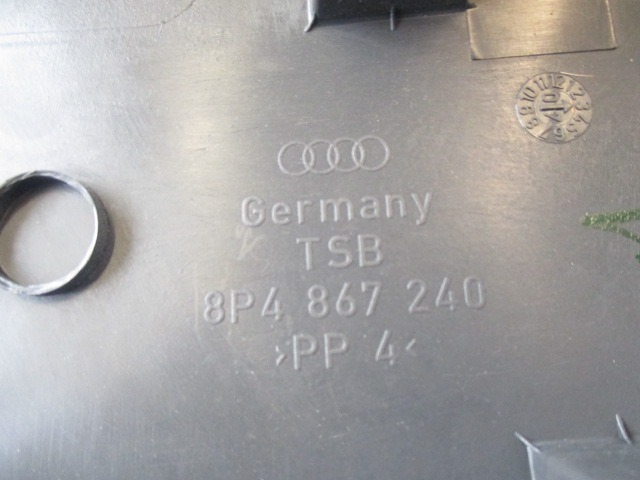 Germany
TSB
8P4 867 240
>PP 4<